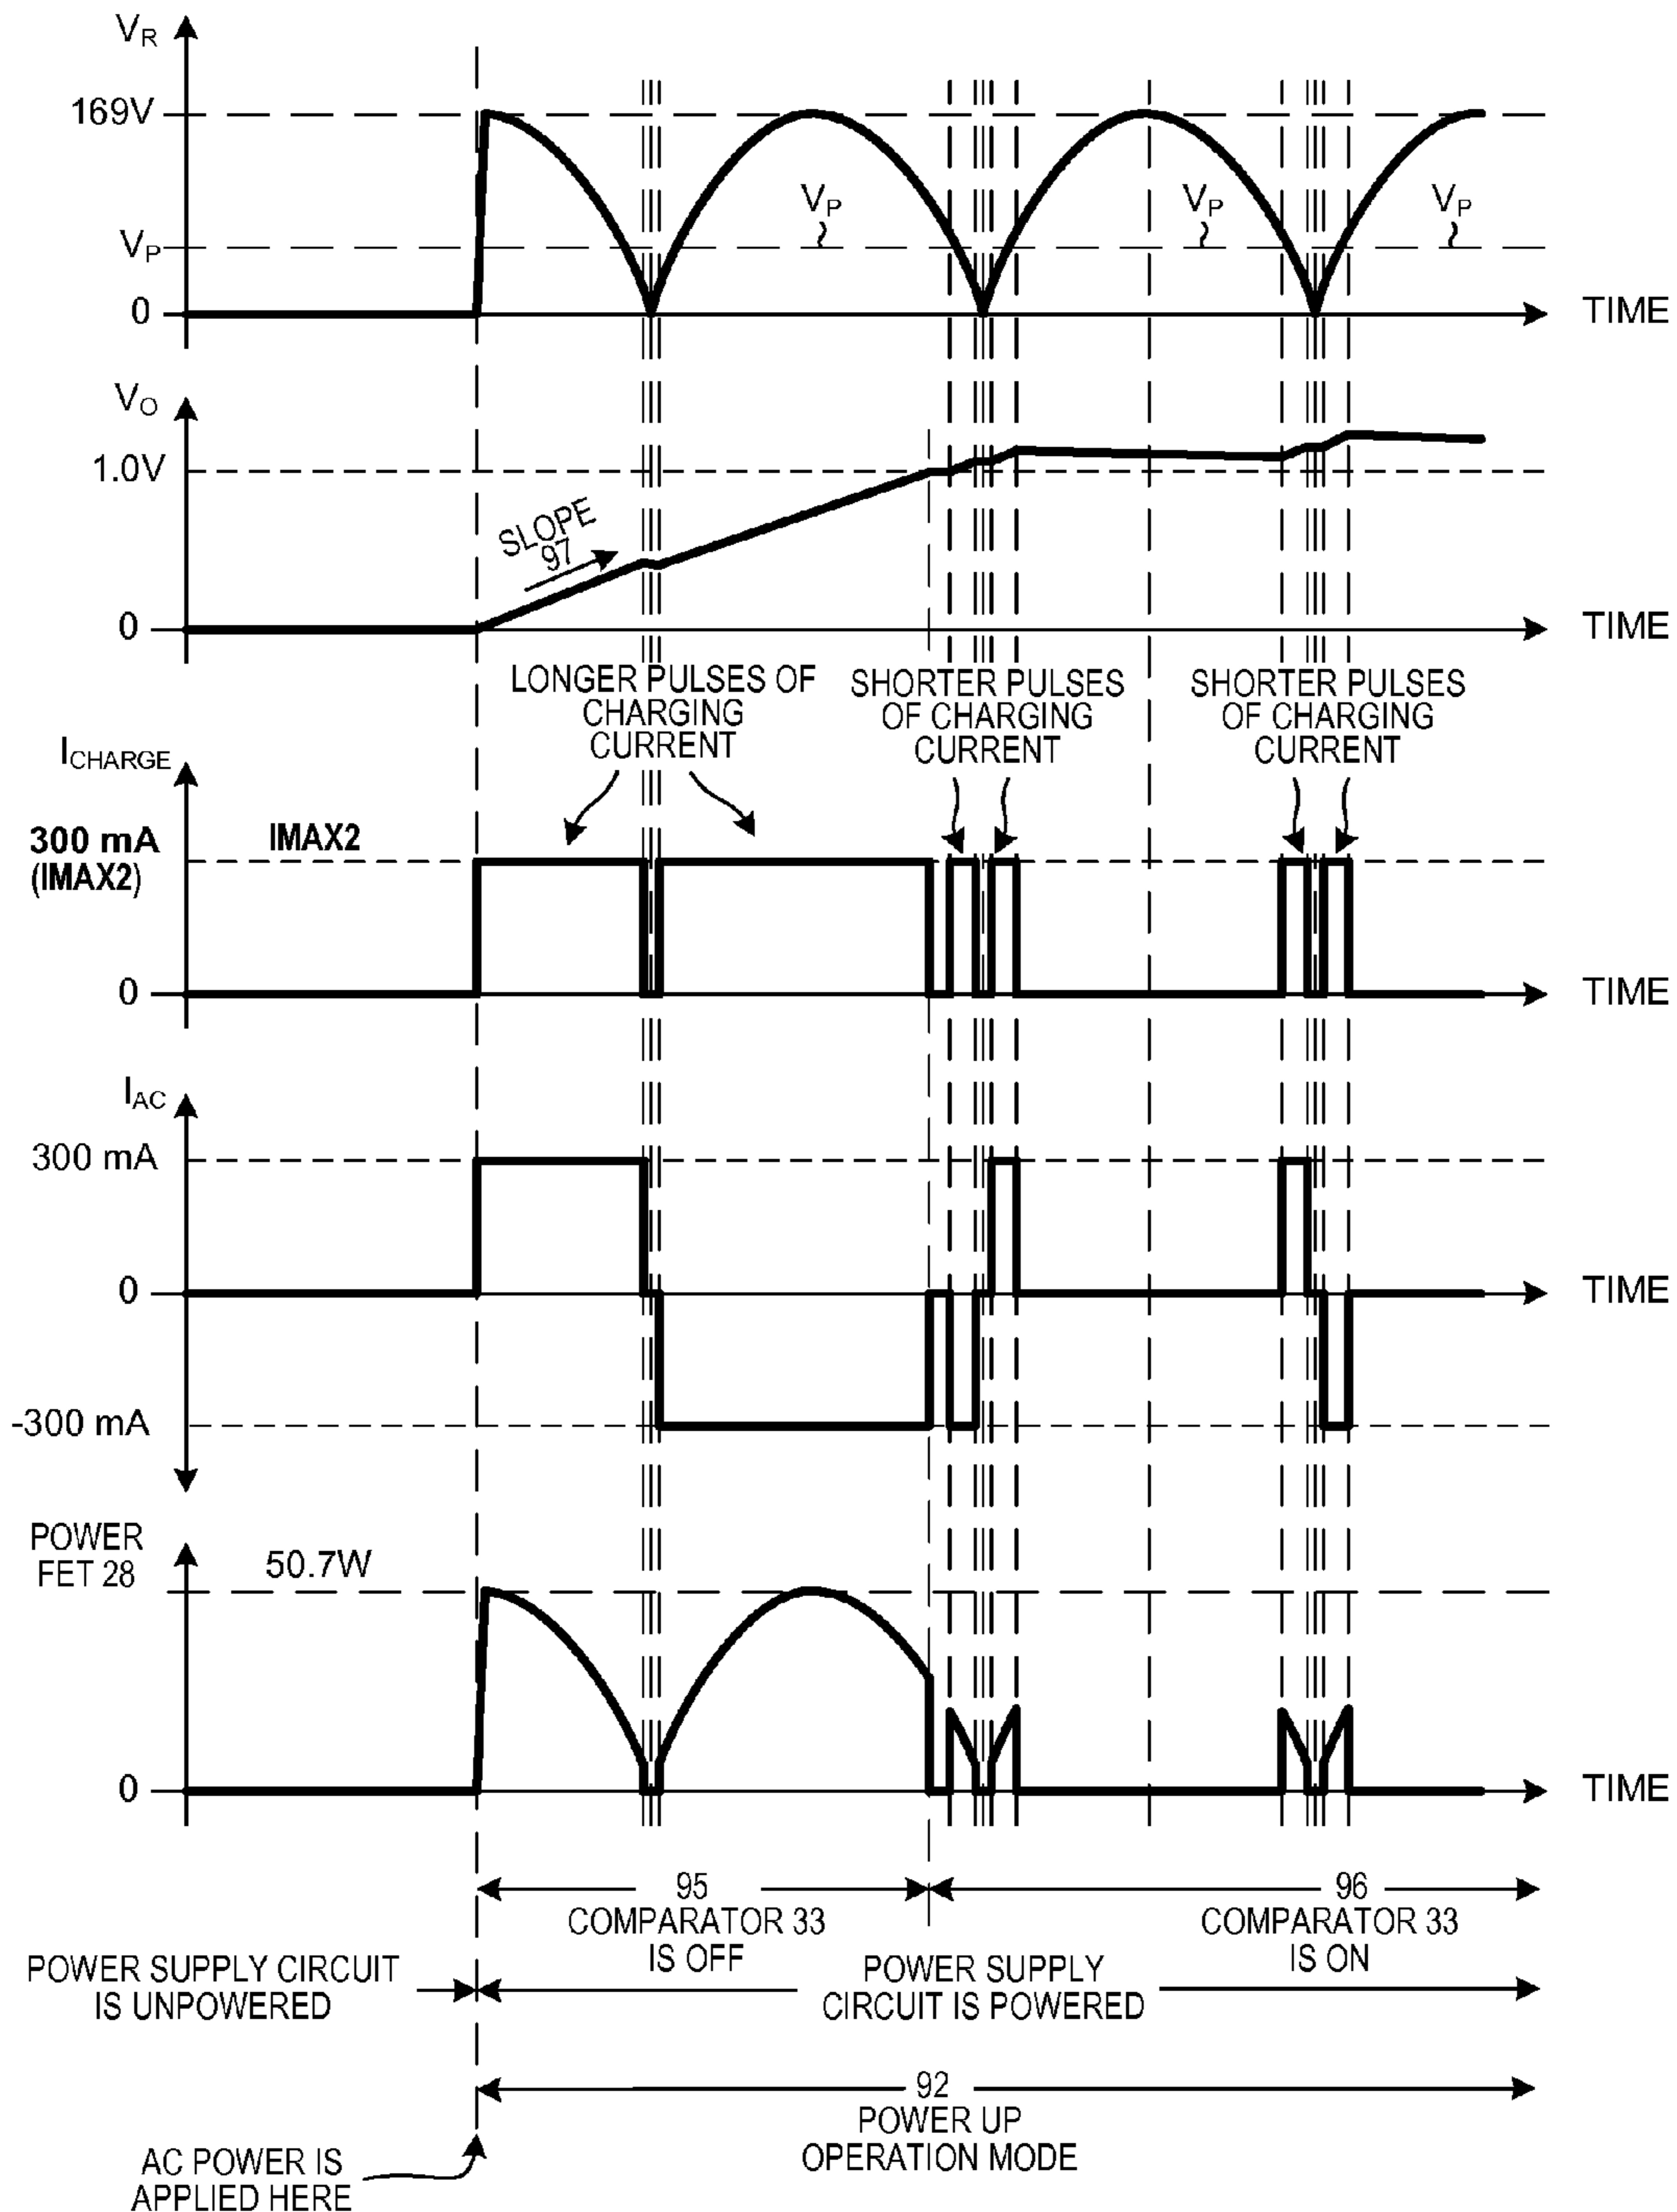 VR
169V
VP
VP
VP
VP
0
TIME
VO
1.0V
SLOPE
97
0
TIME
LONGER PULSES OF
CHARGING
CURRENT
SHORTER PULSES
OF CHARGING
CURRENT
SHORTER PULSES
OF CHARGING
CURRENT
ICHARGE
300 mA
(IMAX2)
IMAX2
0
TIME
IAC
300 mA
0
TIME
-300 mA
POWER
FET 28
50.7W
0
TIME
95
COMPARATOR 33
IS OFF
96
COMPARATOR 33
IS ON
POWER SUPPLY CIRCUIT
IS UNPOWERED
POWER SUPPLY
CIRCUIT IS POWERED
92
POWER UP
OPERATION MODE
AC POWER IS
APPLIED HERE